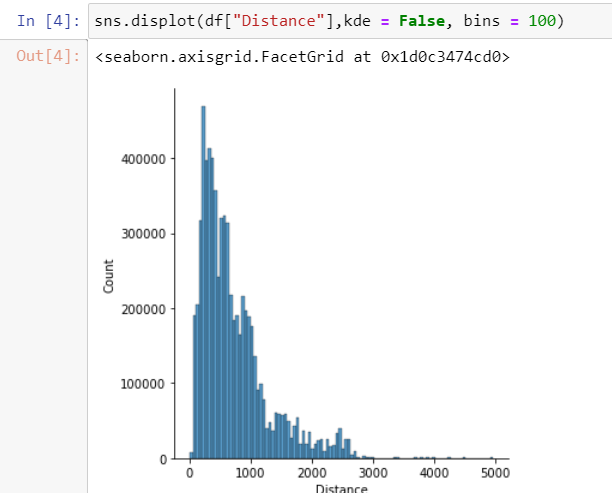 In [4]: sns.displot(df["Distance"],kde = False, bins = 100)
Out[4]: <seaborn.axisgrid.FacetGrid at 0x1d0c3474cd0>
400000
300000
200000
100000
0
Count
0 1000 2000 3000 4000 5000
Distance